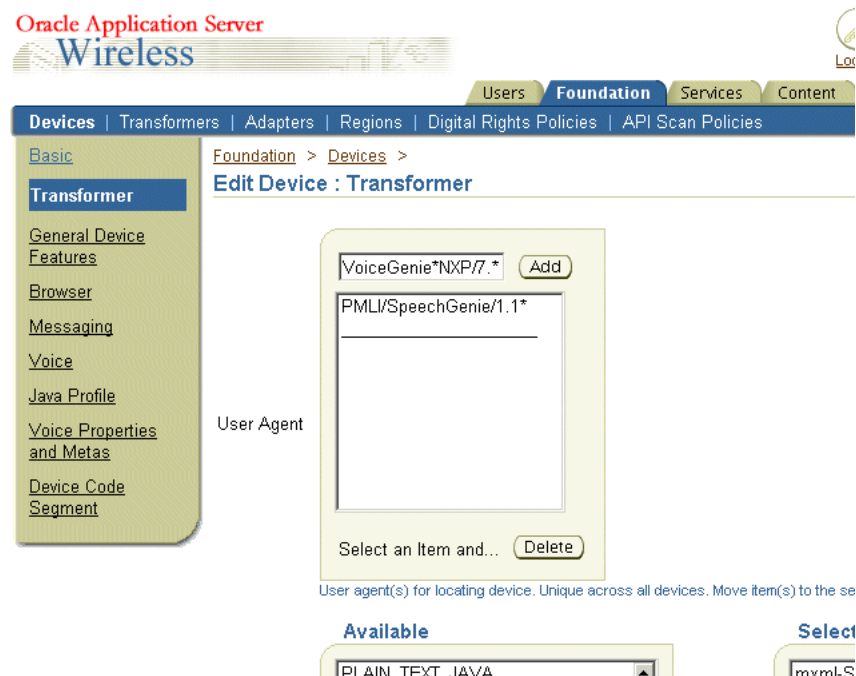 Oracle Application Server
Wireless
Users Foundation Services Content
Devices | Transformers | Adapters | Regions | Digital Rights Policies | API Scan Policies
Basic
Transformer
General Device
Features
Browser
Messaging
Voice
Java Profile
Voice Properties
and Metas
Device Code
Segment
Foundation > Devices >
Edit Device : Transformer
VoiceGenie*NXP/7.* Add
PMLI/SpeechGenie/1.1*
User Agent
Select an Item and... Delete
User agent(s) for locating device. Unique across all devices. Move item(s) to the se
Available
PLAIN_TEXT_JAVA
Select
mxml-S